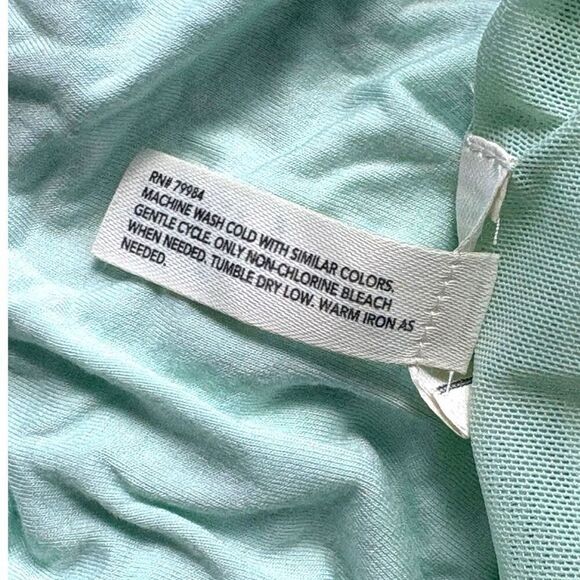 RN# 79984
MACHINE WASH COLD WITH SIMILAR COLORS.
GENTLE CYCLE. ONLY NON-CHLORINE BLEACH
WHEN NEEDED. TUMBLE DRY LOW. WARM IRON AS
NEEDED.